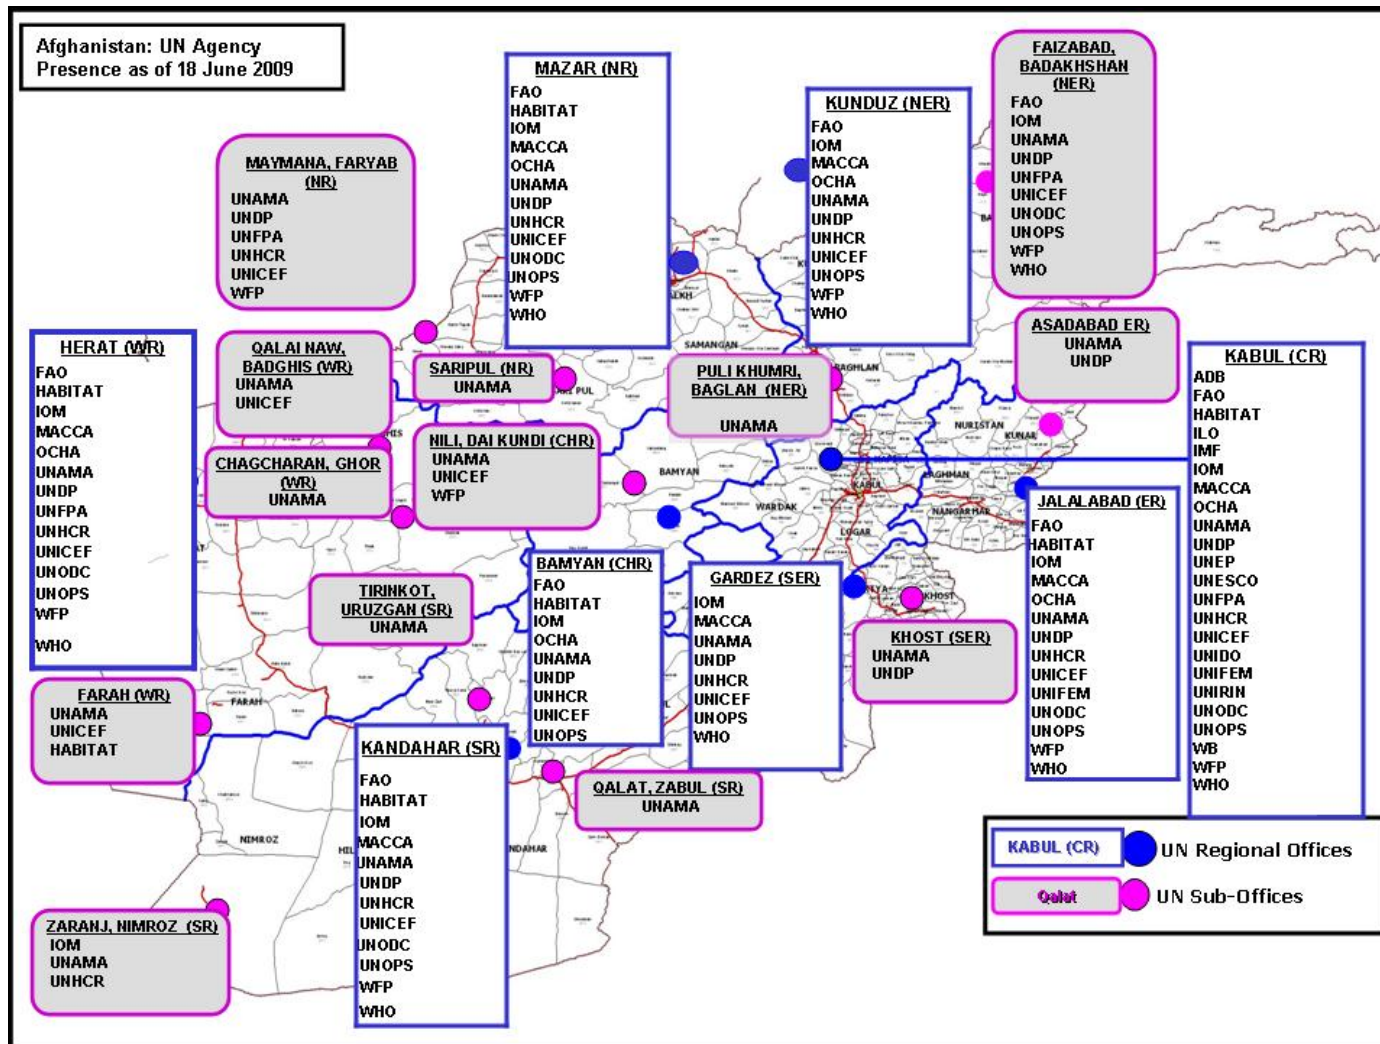 Afghanistan: UN Agency
Presence as of 18 June 2009
MAZAR (NR)
FAO
HABITAT
IOM
MACCA
OCHA
UNAMA
UNDP
UNHCR
UNICEF
UNODC
UNOPS
WFP
WHO
KUNDUZ (NER)
FAO
IOM
MACCA
OCHA
UNAMA
UNDP
UNHCR
UNICEF
UNOPS
WFP
WHO
FAIZABAD,
BADAKHSHAN
(NER)
FAO
IOM
UNAMA
UNDP
UNFPA
UNICEF
UNODC
UNOPS
WFP
WHO
MAYMANA, FARYAB
(NR)
UNAMA
UNDP
UNFPA
UNHCR
UNICEF
WFP
HERAT (WR)
FAO
HABITAT
IOM
MACCA
OCHA
UNAMA
UNDP
UNFPA
UNHCR
UNICEF
UNODC
UNOPS
WFP
WHO
QALAI NAW,
BADGHIS (WR)
UNAMA
UNICEF
SARIPUL (NR)
UNAMA
PULI KHUMRI,
BAGLAN (NER)
UNAMA
ASADABAD ER)
UNAMA
UNDP
KABUL (CR)
ADB
FAO
HABITAT
ILO
IMF
IOM
MACCA
OCHA
UNAMA
UNDP
UNEP
UNESCO
UNFPA
UNHCR
UNICEF
UNIDO
UNIFEM
UNIRIN
UNODC
UNOPS
WB
WFP
WHO
CHAGCHARAN, GHOR
(WR)
UNAMA
NILI, DAI KUNDI (CHR)
UNAMA
UNICEF
WFP
JALALABAD (ER)
FAO
HABITAT
IOM
MACCA
OCHA
UNAMA
UNDP
UNHCR
UNICEF
UNIFEM
UNODC
UNOPS
WFP
WHO
TIRINKOT,
URUZGAN (SR)
UNAMA
BAMYAN (CHR)
FAO
HABITAT
IOM
OCHA
UNAMA
UNDP
UNHCR
UNICEF
UNOPS
GARDEZ (SER)
IOM
MACCA
UNAMA
UNDP
UNHCR
UNICEF
UNOPS
WHO
KHOST (SER)
UNAMA
UNDP
FARAH (WR)
UNAMA
UNICEF
HABITAT
KANDAHAR (SR)
FAO
HABITAT
IOM
MACCA
UNAMA
UNDP
UNHCR
UNICEF
UNODC
UNOPS
WFP
WHO
QALAT, ZABUL (SR)
UNAMA
ZARANJ, NIMROZ (SR)
IOM
UNAMA
UNHCR
SAMANGAN
BAGHLAN
BAMYAN
NURISTAN
KUNAR
LAGHMAN
KABUL
WARDAK
NANGARHAR
LOGAR
KHOST
FARAH
NIMROZ
KABUL (CR)
UN Regional Offices
Qalat
UN Sub-Offices